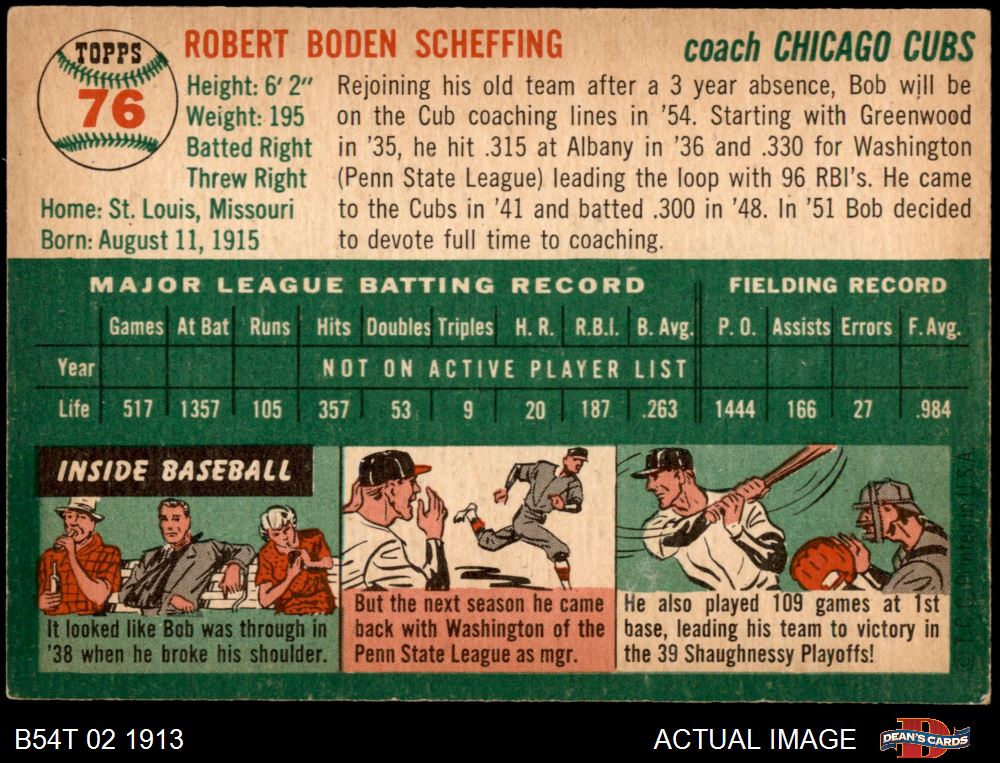 TOPPS
76
ROBERT BODEN SCHEFFING
coach CHICAGO CUBS
Height: 6' 2"
Weight: 195
Batted Right
Threw Right
Home: St. Louis, Missouri
Born: August 11, 1915
Rejoining his old team after a 3 year absence, Bob will be
on the Cub coaching lines in '54. Starting with Greenwood
in '35, he hit .315 at Albany in '36 and .330 for Washington
(Penn State League) leading the loop with 96 RBI's. He came
to the Cubs in '41 and batted .300 in '48. In '51 Bob decided
to devote full time to coaching.
MAJOR LEAGUE BATTING RECORD FIELDING RECORD
Games At Bat Runs Hits Doubles Triples H. R. R.B.I. B. Avg. P. O. Assists Errors F. Avg.
Year NOT ON ACTIVE PLAYER LIST
Life 517 1357 105 357 53 9 20 187 .263 1444 166 27 .984
INSIDE BASEBALL
It looked like Bob was through in
'38 when he broke his shoulder.
But the next season he came
back with Washington of the
Penn State League as mgr.
He also played 109 games at 1st
base, leading his team to victory in
the 39 Shaughnessy Playoffs!
© T.C.G. Printed in U.S.A.
B54T 02 1913
ACTUAL IMAGE
D
DEAN'S CARDS